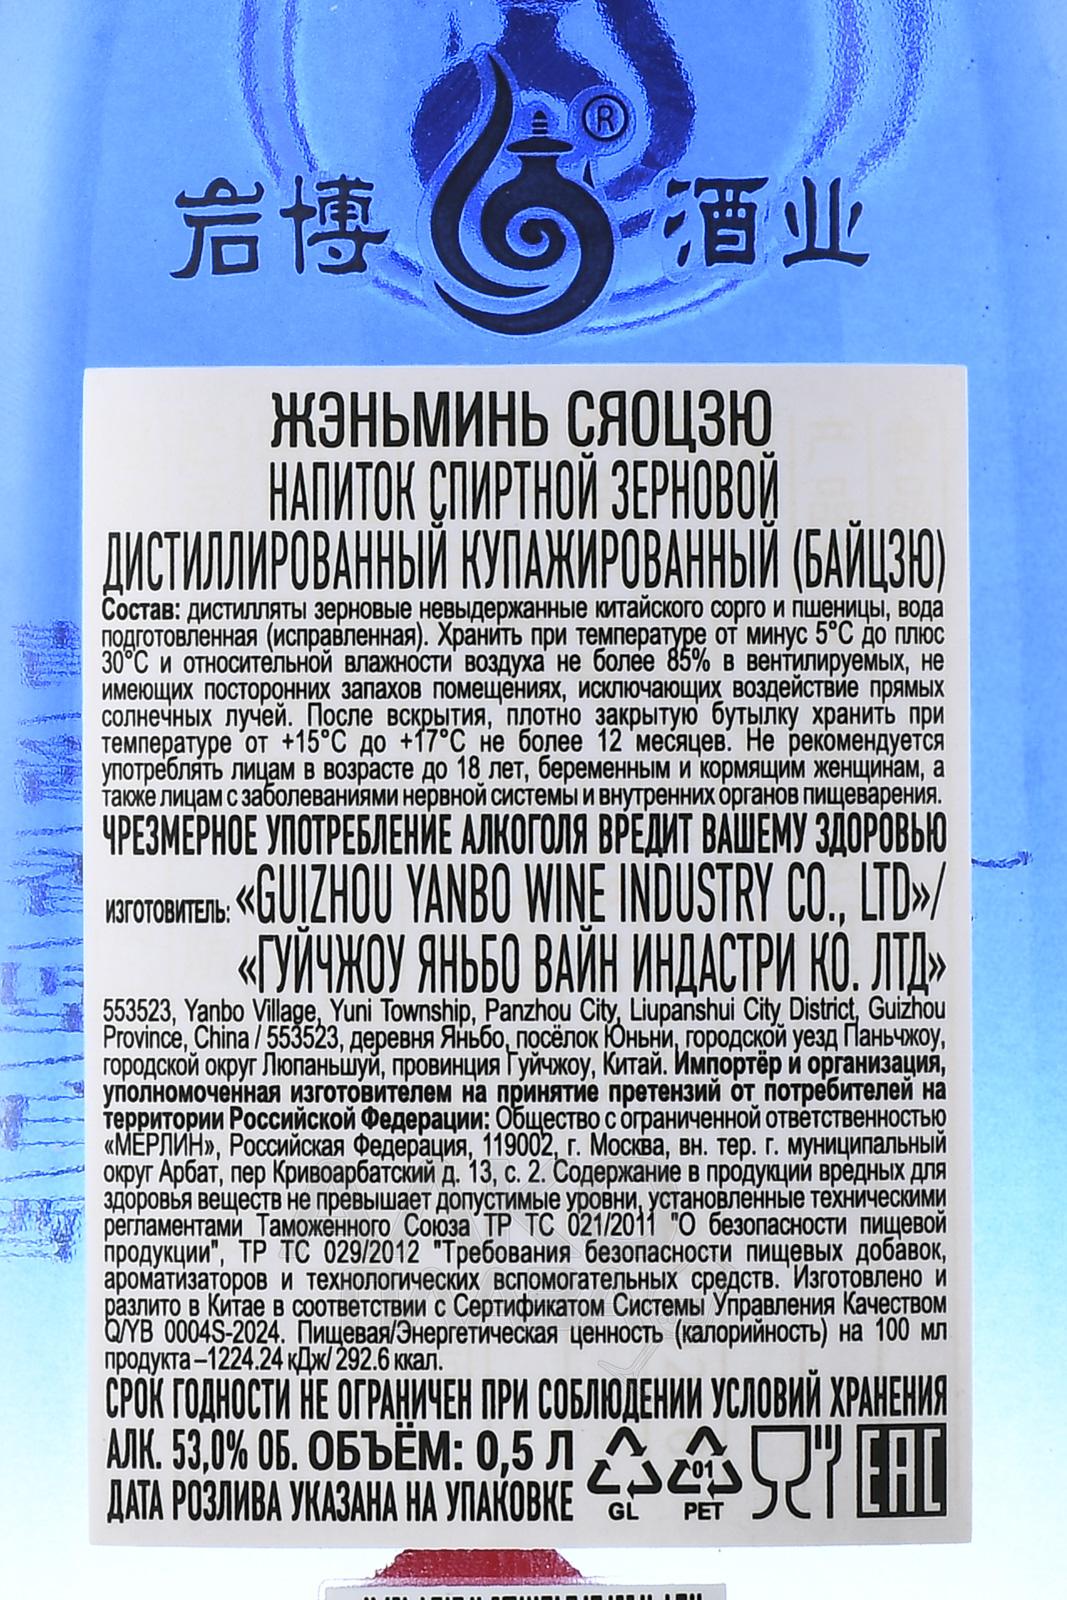 岩博 ® 酒业
ЖЭНЬМИНЬ СЯОЦЗЮ
НАПИТОК СПИРТНОЙ ЗЕРНОВОЙ
ДИСТИЛЛИРОВАННЫЙ КУПАЖИРОВАННЫЙ (БАЙЦЗЮ)
Состав: дистилляты зерновые невыдержанные китайского сорго и пшеницы, вода
подготовленная (исправленная). Хранить при температуре от минус 5°С до плюс
30°С и относительной влажности воздуха не более 85% в вентилируемых, не
имеющих посторонних запахов помещениях, исключающих воздействие прямых
солнечных лучей. После вскрытия, плотно закрытую бутылку хранить при
температуре от +15°С до +17°С не более 12 месяцев. Не рекомендуется
употреблять лицам в возрасте до 18 лет, беременным и кормящим женщинам, а
также лицам с заболеваниями нервной системы и внутренних органов пищеварения.
ЧРЕЗМЕРНОЕ УПОТРЕБЛЕНИЕ АЛКОГОЛЯ ВРЕДИТ ВАШЕМУ ЗДОРОВЬЮ
ИЗГОТОВИТЕЛЬ: «GUIZHOU YANBO WINE INDUSTRY CO., LTD»/
«ГУЙЧЖОУ ЯНЬБО ВАЙН ИНДАСТРИ КО. ЛТД»
553523, Yanbo Village, Yuni Township, Panzhou City, Liupanshui City District, Guizhou
Province, China / 553523, деревня Яньбо, посёлок Юньни, городской уезд Паньчжоу,
городской округ Люпаньшуй, провинция Гуйчжоу, Китай. Импортёр и организация,
уполномоченная изготовителем на принятие претензий от потребителей на
территории Российской Федерации: Общество с ограниченной ответственностью
«МЕРЛИН», Российская Федерация, 119002, г. Москва, вн. тер. г. муниципальный
округ Арбат, пер Кривоарбатский д. 13, с. 2. Содержание в продукции вредных для
здоровья веществ не превышает допустимые уровни, установленные техническими
регламентами Таможенного Союза ТР ТС 021/2011 "О безопасности пищевой
продукции", ТР ТС 029/2012 "Требования безопасности пищевых добавок,
ароматизаторов и технологических вспомогательных средств. Изготовлено и
разлито в Китае в соответствии с Сертификатом Системы Управления Качеством
Q/YB 0004S-2024. Пищевая/Энергетическая ценность (калорийность) на 100 мл
продукта –1224.24 кДж/ 292.6 ккал.
СРОК ГОДНОСТИ НЕ ОГРАНИЧЕН ПРИ СОБЛЮДЕНИИ УСЛОВИЙ ХРАНЕНИЯ
АЛК. 53,0% ОБ. ОБЪЁМ: 0,5 Л
ДАТА РОЗЛИВА УКАЗАНА НА УПАКОВКЕ
GL
01
PET
EAC